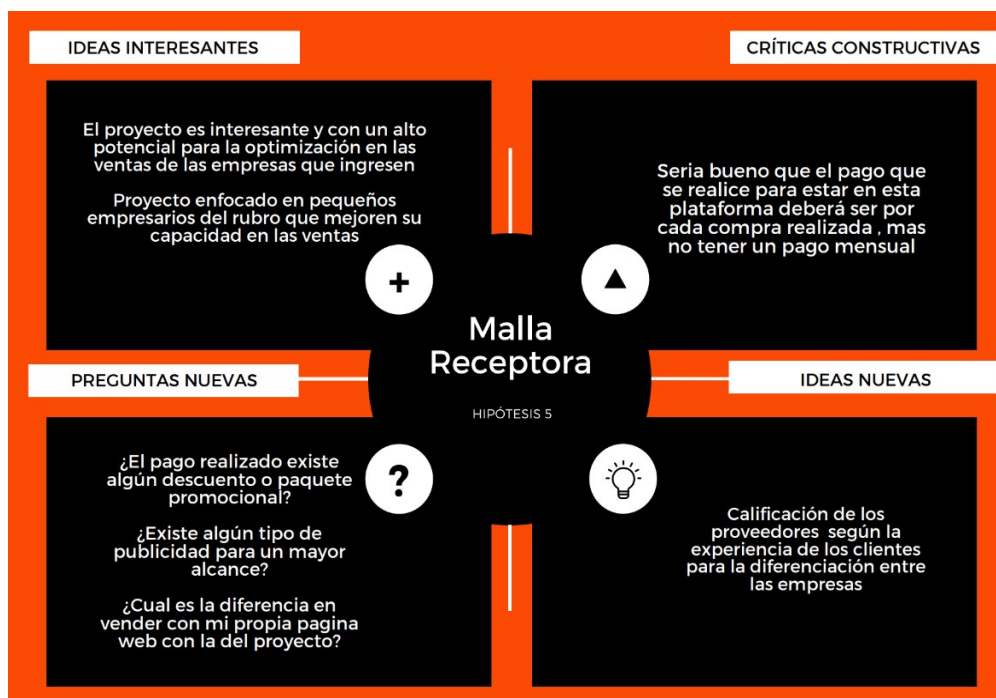 IDEAS INTERESANTES
El proyecto es interesante y con un alto
potencial para la optimización en las
ventas de las empresas que ingresen
Proyecto enfocado en pequeños
empresarios del rubro que mejoren su
capacidad en las ventas
+
CRÍTICAS CONSTRUCTIVAS
Seria bueno que el pago que
se realice para estar en esta
plataforma deberá ser por
cada compra realizada , mas
no tener un pago mensual
Malla
Receptora
HIPÓTESIS 5
PREGUNTAS NUEVAS
¿El pago realizado existe
algún descuento o paquete
promocional?
¿Existe algún tipo de
publicidad para un mayor
alcance?
¿Cual es la diferencia en
vender con mi propia pagina
web con la del proyecto?
?
IDEAS NUEVAS
Calificación de los
proveedores según la
experiencia de los clientes
para la diferenciación entre
las empresas